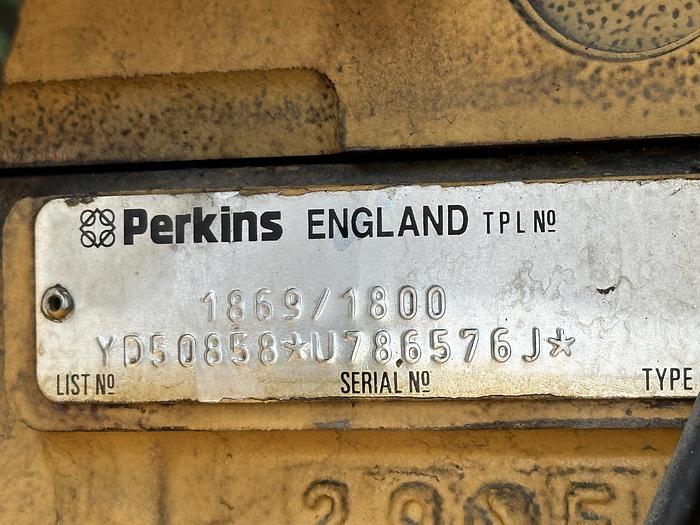 Perkins ENGLAND TPL Nº
1869/1800
YD50858*U786576J*
LIST Nº SERIAL Nº TYPE